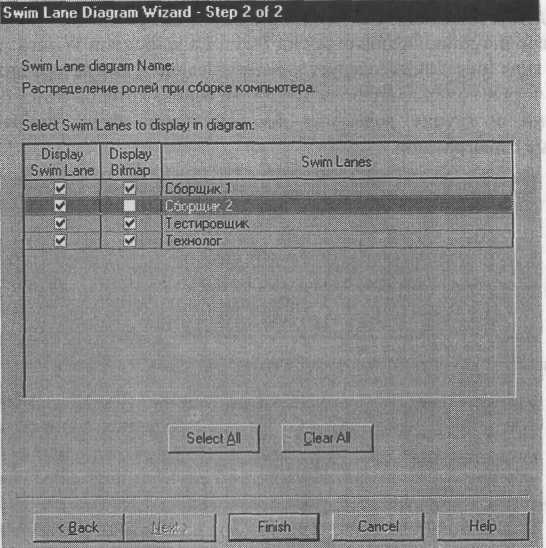 Swim Lane Diagram Wizard - Step 2 of 2
Swim Lane diagram Name:
Распределение ролей при сборке компьютера.
Select Swim Lanes to display in diagram:
Display Swim Lane Display Bitmap Swim Lanes
Сборщик 1
Сборщик 2
Тестировщик
Технолог
Select All Clear All
< Back Next > Finish Cancel Help